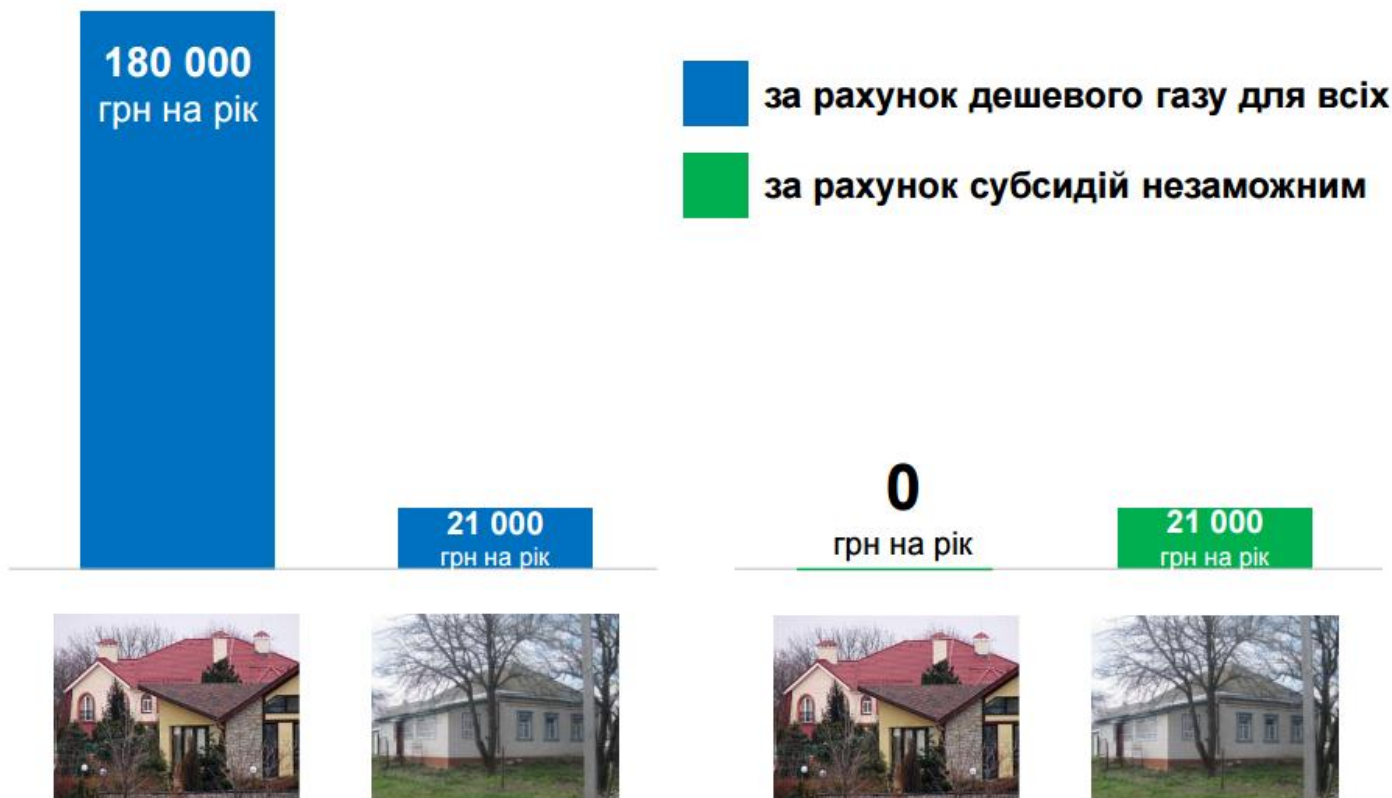 180 000
грн на рік
за рахунок дешевого газу для всіх
за рахунок субсидій незаможним
21 000
грн на рік
0
грн на рік
21 000
грн на рік